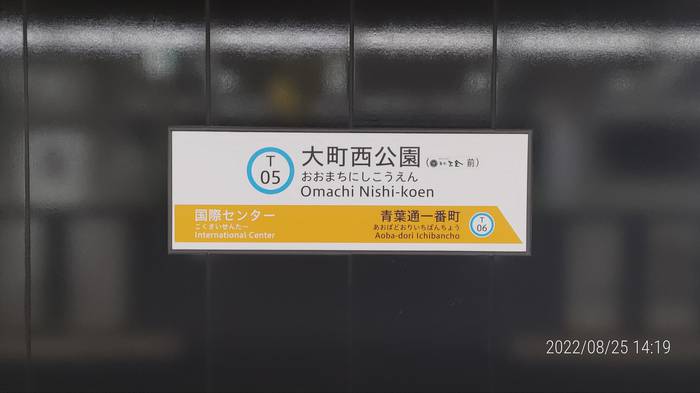 T
05
大町西公園 (前)
おおまちにしこうえん
Omachi Nishi-koen
国際センター
こくさいせんたー
International Center
青葉通一番町
あおばどおりいちばんちょう
Aoba-dori Ichibancho
T
06
2022/08/25 14:19